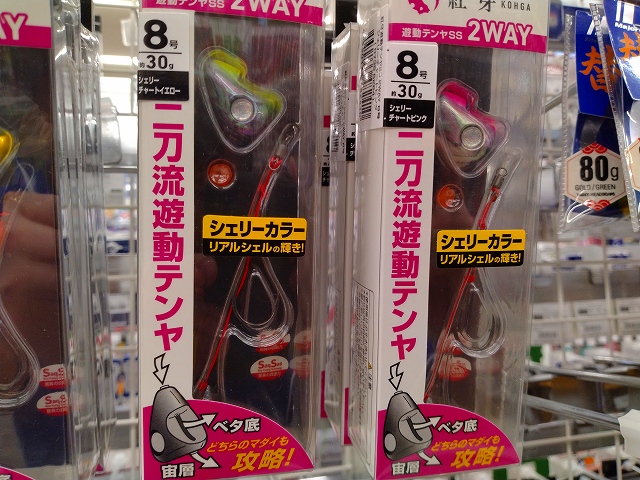 遊動テンヤSS 2WAY
8号
約30g
シェリー
チャートイエロー
二刀流遊動テンヤ
シェリーカラー
リアルシェルの輝き!
ベタ底
宙層
どちらのマダイも
攻略!
紅牙 KOHGA
遊動テンヤSS 2WAY
8号
約30g
シェリー
チャートピンク
二刀流遊動テンヤ
シェリーカラー
リアルシェルの輝き!
ベタ底
宙層
どちらのマダイも
攻略!
Major
80g
GOLD/GREEN